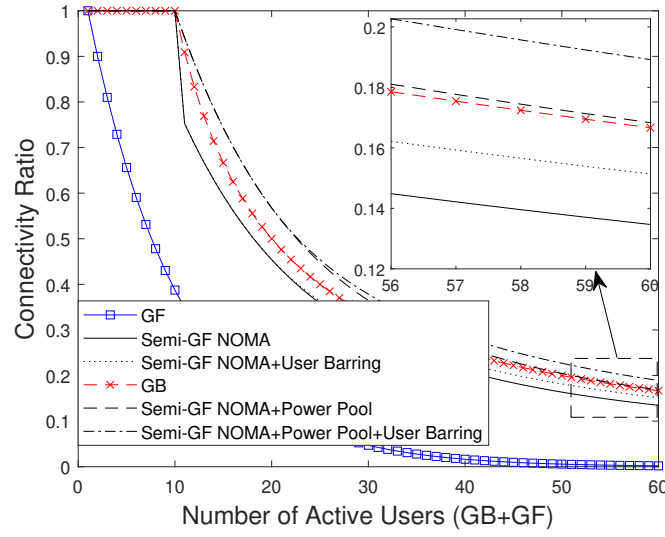 1
0.9
0.8
0.7
0.6
0.5
0.4
0.3
0.2
0.1
0
Connectivity Ratio
0.2
0.18
0.16
0.14
0.12
56 57 58 59 60
GF
Semi-GF NOMA
Semi-GF NOMA+User Barring
GB
Semi-GF NOMA+Power Pool
Semi-GF NOMA+Power Pool+User Barring
0 10 20 30 40 50 60
Number of Active Users (GB+GF)